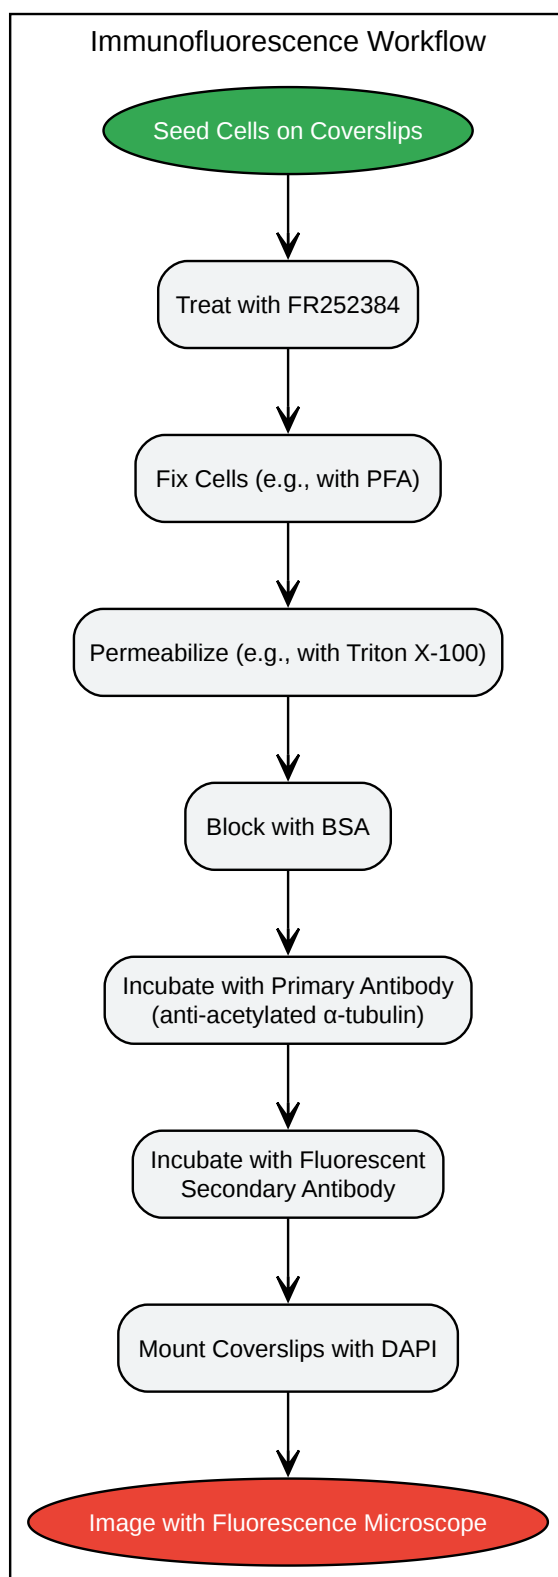 Immunofluorescence Workflow
Seed Cells on Coverslips
Treat with FR252384
Fix Cells (e.g., with PFA)
Permeabilize (e.g., with Triton X-100)
Block with BSA
Incubate with Primary Antibody
(anti-acetylated α-tubulin)
Incubate with Fluorescent
Secondary Antibody
Mount Coverslips with DAPI
Image with Fluorescence Microscope